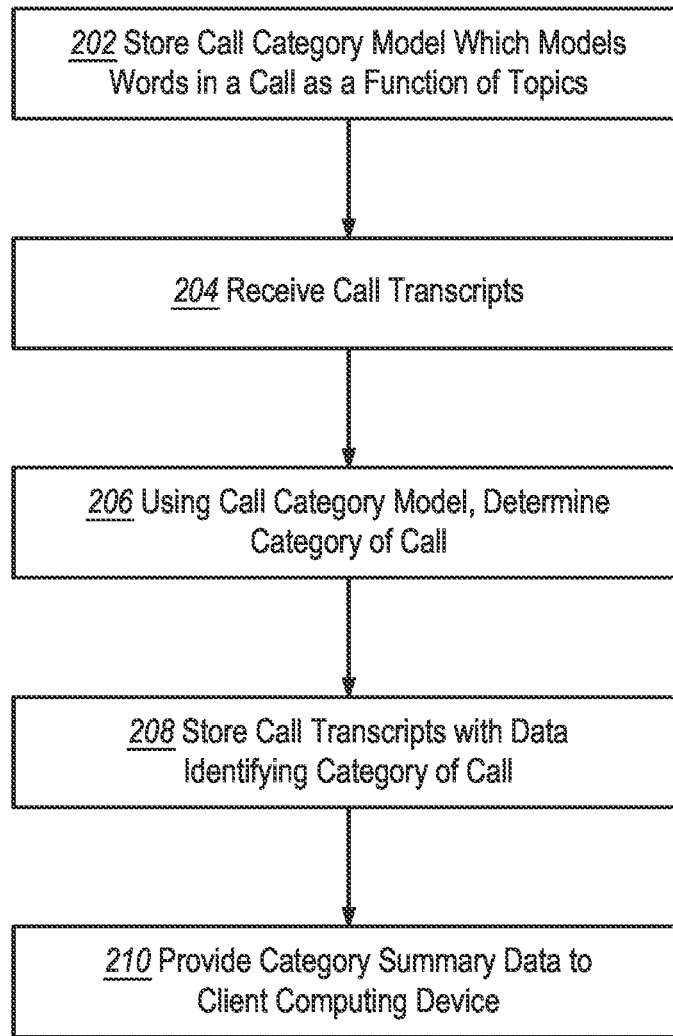 202 Store Call Category Model Which Models
Words in a Call as a Function of Topics
204 Receive Call Transcripts
206 Using Call Category Model, Determine
Category of Call
208 Store Call Transcripts with Data
Identifying Category of Call
210 Provide Category Summary Data to
Client Computing Device